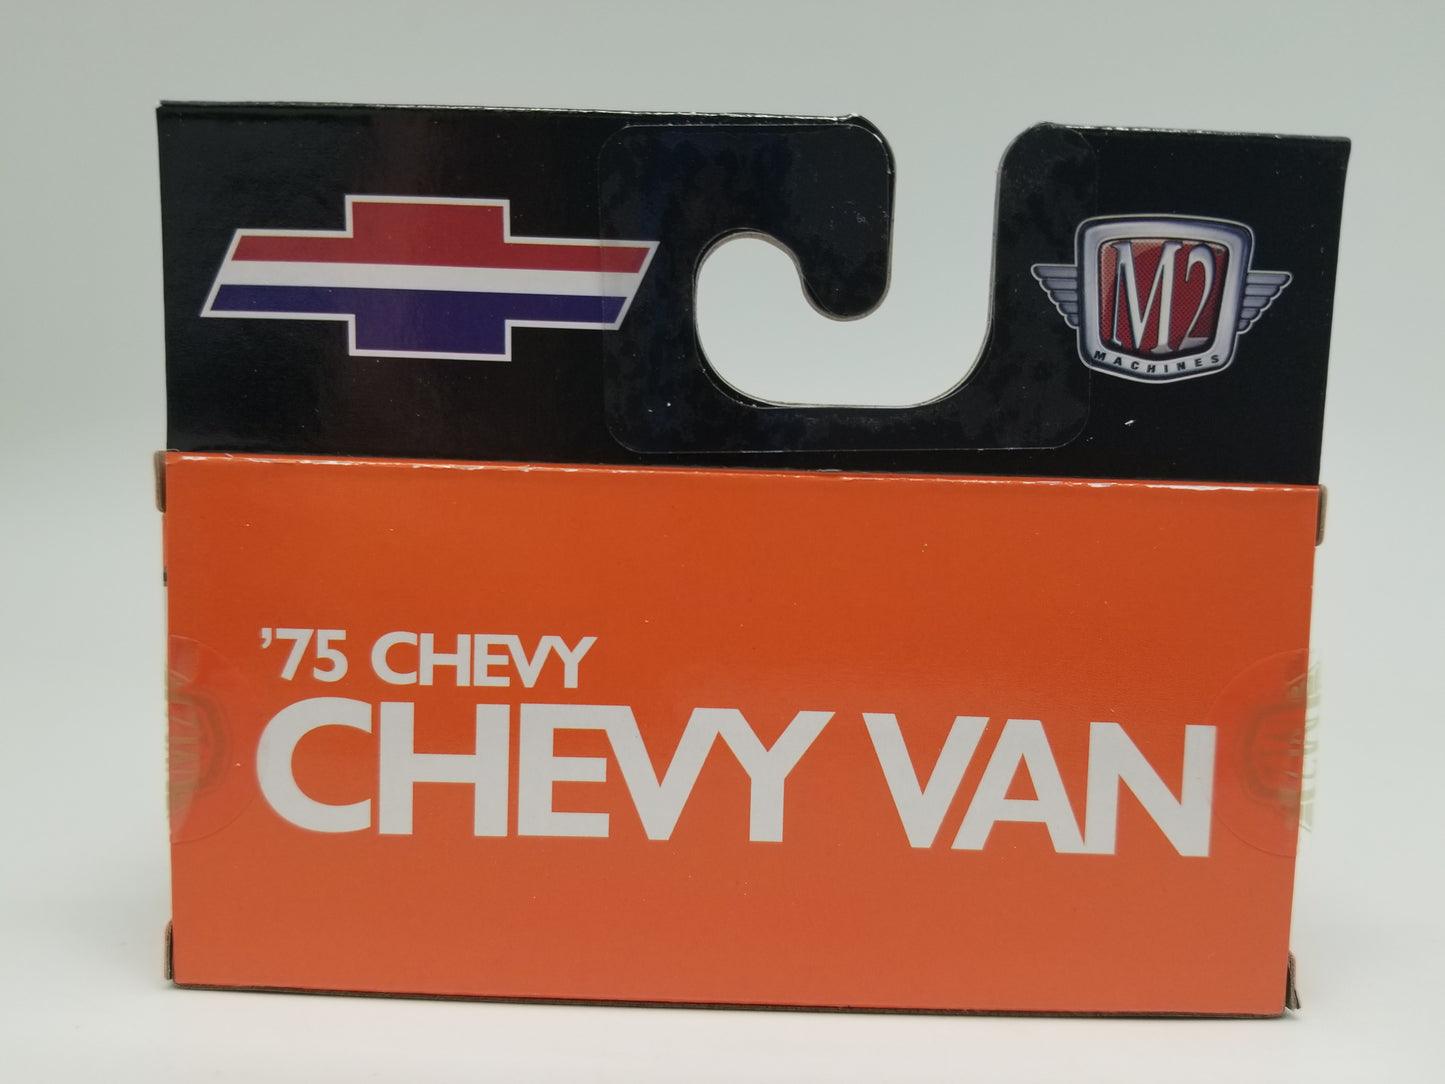 M2
MACHINES
'75 CHEVY
CHEVY VAN